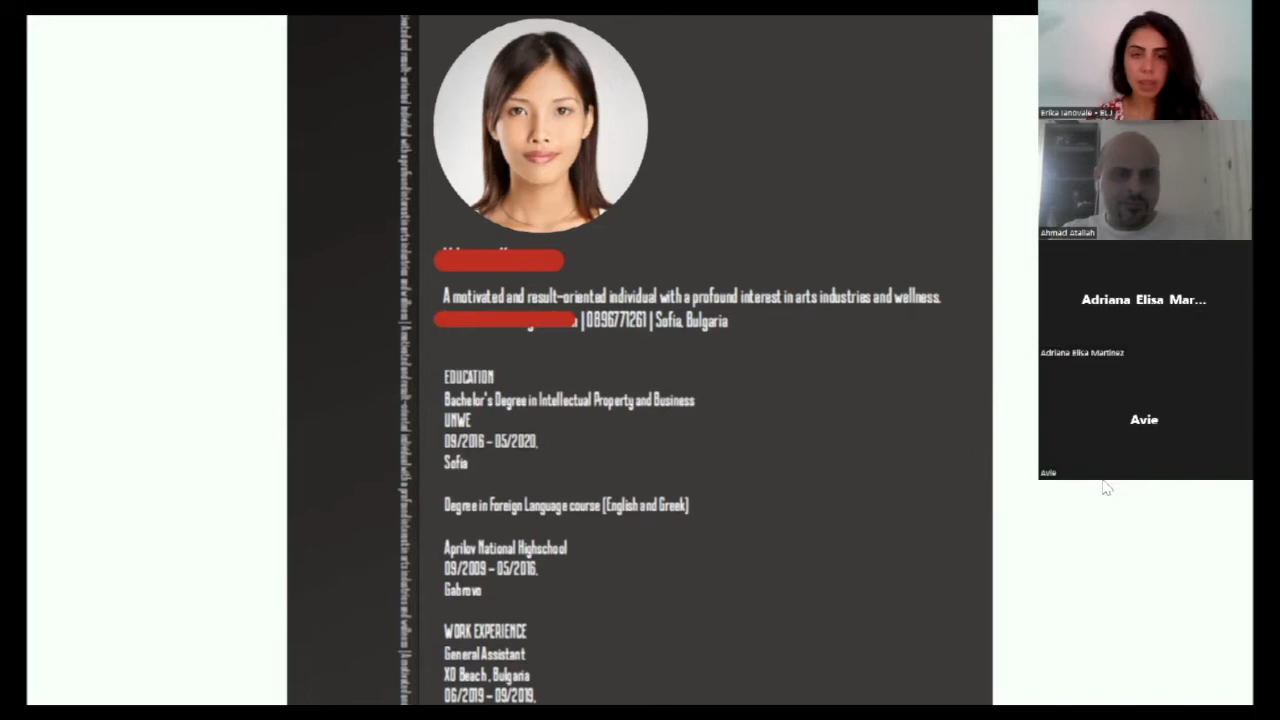 A motivated and result-oriented individual with a profound interest in arts industries and wellness.
| 0896771261 | Sofia, Bulgaria
EDUCATION
Bachelor's Degree in Intellectual Property and Business
UNWE
09/2016 – 05/2020,
Sofia
Degree in Foreign Language course (English and Greek)
Aprilov National Highschool
09/2009 – 05/2016,
Gabrovo
WORK EXPERIENCE
General Assistant
XO Beach , Bulgaria
06/2019 – 09/2019,
Erika Ianovale - ELI
Ahmad Atallah
Adriana Elisa Mar...
Adriana Elisa Martinez
Avie
Avie